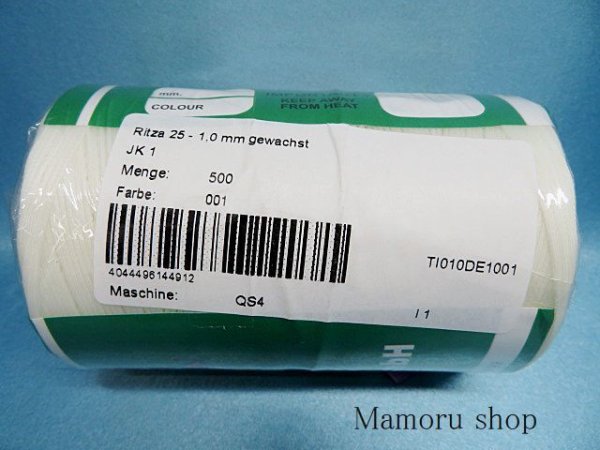 mm.
COLOUR
KEEP AWAY
FROM HEAT
Ritza 25 - 1.0 mm gewachst
JK 1
Menge: 500
Farbe: 001
TI010DE1001
4044496144912
Maschine: QS4
I 1
Mamoru shop